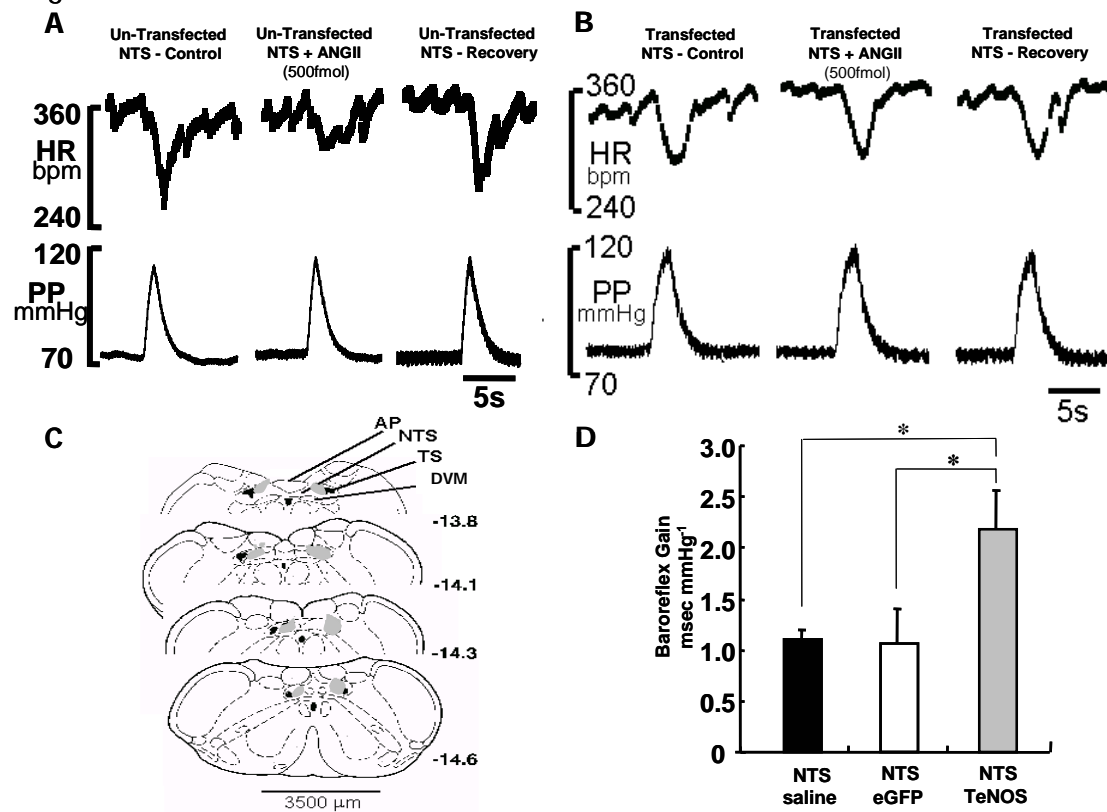 A
Un-Transfected
NTS - Control
Un-Transfected
NTS + ANGII
(500fmol)
Un-Transfected
NTS - Recovery
360
HR
bpm
240
120
PP
mmHg
70
5s
B
Transfected
NTS - Control
Transfected
NTS + ANGII
(500fmol)
Transfected
NTS - Recovery
360
HR
bpm
240
120
PP
mmHg
70
5s
C
AP
NTS
TS
DVM
-13.8
-14.1
-14.3
-14.6
3500 µm
D
Baroreflex Gain
msec mmHg⁻¹
3.0
2.5
2.0
1.5
1.0
0.5
0
*
*
NTS
saline
NTS
eGFP
NTS
TeNOS